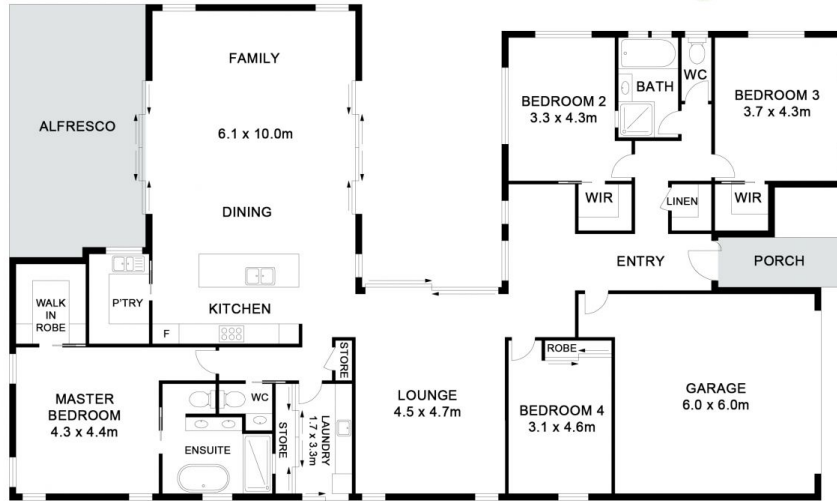 FAMILY
6.1 x 10.0m
ALFRESCO
DINING
KITCHEN
F
P'TRY
WALK
IN
ROBE
MASTER
BEDROOM
4.3 x 4.4m
ENSUITE
WC
STORE
LAUNDRY
1.7 x 3.3m
STORE
LOUNGE
4.5 x 4.7m
BEDROOM 2
3.3 x 4.3m
BATH
WC
BEDROOM 3
3.7 x 4.3m
WIR
LINEN
WIR
ENTRY
PORCH
ROBE
BEDROOM 4
3.1 x 4.6m
GARAGE
6.0 x 6.0m